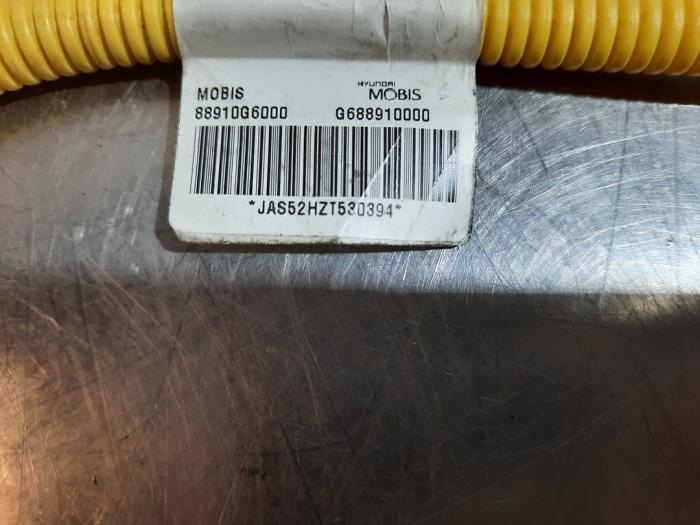 MOBIS
HYUNDAI
MOBIS
88910G6000 G688910000
*JAS52HZT530394*